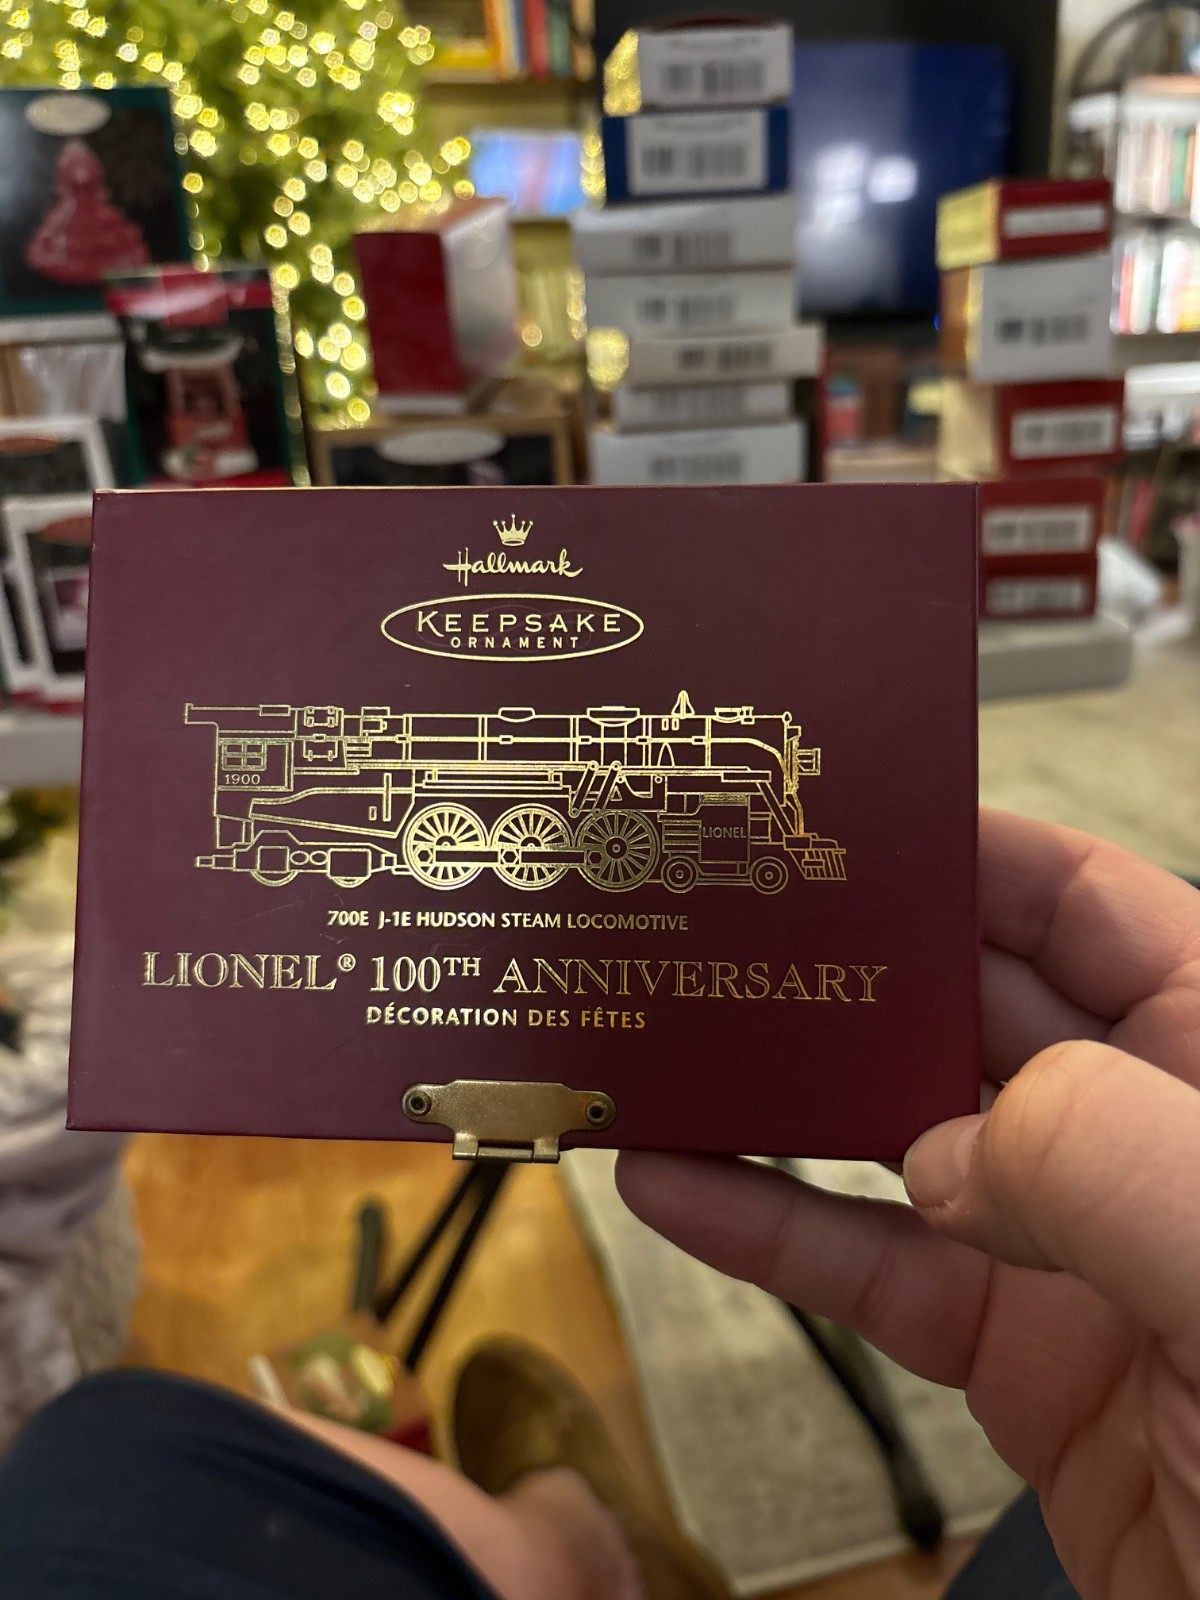 Hallmark
KEEPSAKE
ORNAMENT
1900
LIONEL
700E J-1E HUDSON STEAM LOCOMOTIVE
LIONEL® 100TH ANNIVERSARY
DÉCORATION DES FÊTES